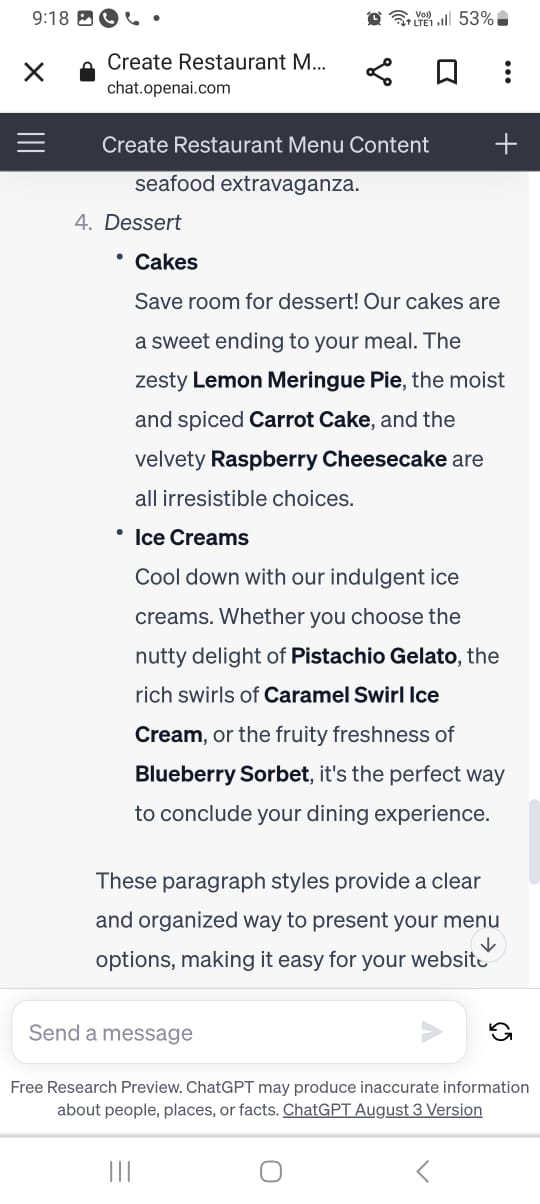 9:18
Vo)) LTE1 53%
Create Restaurant M...
chat.openai.com
Create Restaurant Menu Content
seafood extravaganza.
4. Dessert
• Cakes
Save room for dessert! Our cakes are
a sweet ending to your meal. The
zesty Lemon Meringue Pie, the moist
and spiced Carrot Cake, and the
velvety Raspberry Cheesecake are
all irresistible choices.
• Ice Creams
Cool down with our indulgent ice
creams. Whether you choose the
nutty delight of Pistachio Gelato, the
rich swirls of Caramel Swirl Ice
Cream, or the fruity freshness of
Blueberry Sorbet, it's the perfect way
to conclude your dining experience.
These paragraph styles provide a clear
and organized way to present your menu
options, making it easy for your website
Send a message
Free Research Preview. ChatGPT may produce inaccurate information
about people, places, or facts. ChatGPT August 3 Version